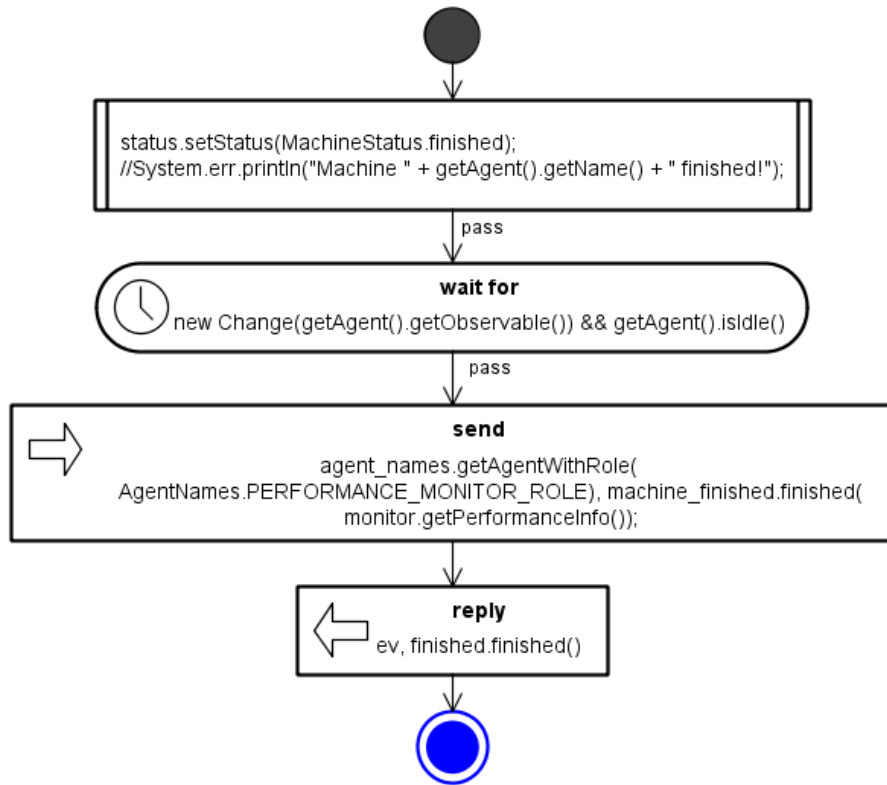 status.setStatus(MachineStatus.finished);
//System.err.println("Machine " + getAgent().getName() + " finished!");
pass
wait for
new Change(getAgent().getObservable()) && getAgent().isIdle()
pass
send
agent_names.getAgentWithRole(
AgentNames.PERFORMANCE_MONITOR_ROLE), machine_finished.finished(
monitor.getPerformanceInfo());
reply
ev, finished.finished()